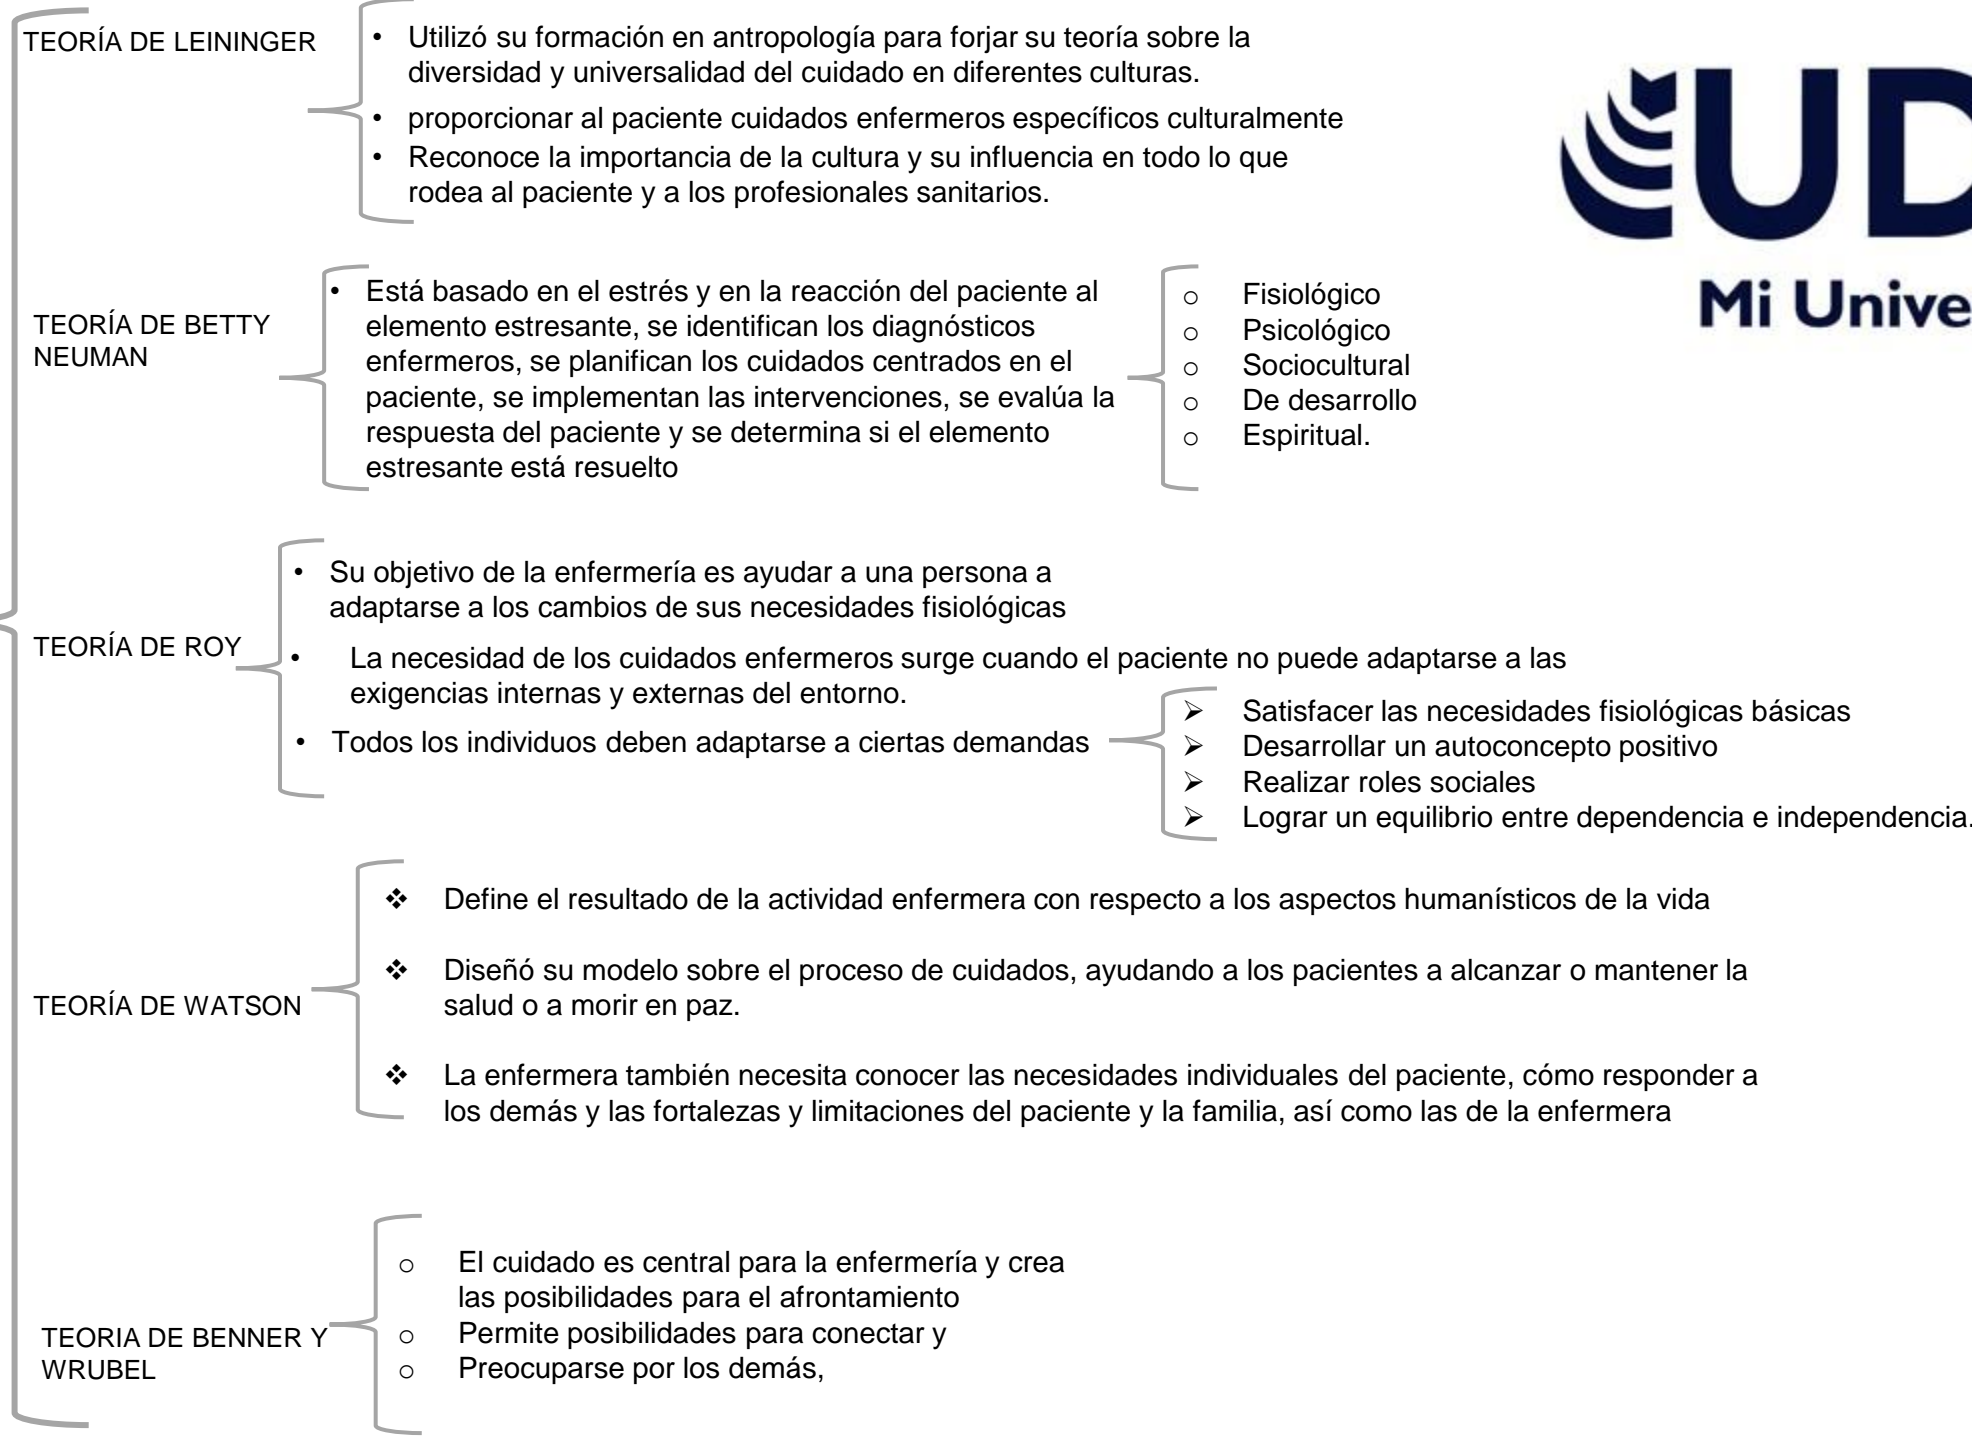 TEORÍA DE LEININGER
• Utilizó su formación en antropología para forjar su teoría sobre la
diversidad y universalidad del cuidado en diferentes culturas.
• proporcionar al paciente cuidados enfermeros específicos culturalmente
• Reconoce la importancia de la cultura y su influencia en todo lo que
rodea al paciente y a los profesionales sanitarios.
UD
Mi Unive
TEORÍA DE BETTY
NEUMAN
• Está basado en el estrés y en la reacción del paciente al
elemento estresante, se identifican los diagnósticos
enfermeros, se planifican los cuidados centrados en el
paciente, se implementan las intervenciones, se evalúa la
respuesta del paciente y se determina si el elemento
estresante está resuelto
o Fisiológico
o Psicológico
o Sociocultural
o De desarrollo
o Espiritual.
TEORÍA DE ROY
• Su objetivo de la enfermería es ayudar a una persona a
adaptarse a los cambios de sus necesidades fisiológicas
• La necesidad de los cuidados enfermeros surge cuando el paciente no puede adaptarse a las
exigencias internas y externas del entorno.
• Todos los individuos deben adaptarse a ciertas demandas
➢ Satisfacer las necesidades fisiológicas básicas
➢ Desarrollar un autoconcepto positivo
➢ Realizar roles sociales
➢ Lograr un equilibrio entre dependencia e independencia.
TEORÍA DE WATSON
❖ Define el resultado de la actividad enfermera con respecto a los aspectos humanísticos de la vida
❖ Diseñó su modelo sobre el proceso de cuidados, ayudando a los pacientes a alcanzar o mantener la
salud o a morir en paz.
❖ La enfermera también necesita conocer las necesidades individuales del paciente, cómo responder a
los demás y las fortalezas y limitaciones del paciente y la familia, así como las de la enfermera
TEORIA DE BENNER Y
WRUBEL
o El cuidado es central para la enfermería y crea
las posibilidades para el afrontamiento
o Permite posibilidades para conectar y
o Preocuparse por los demás,